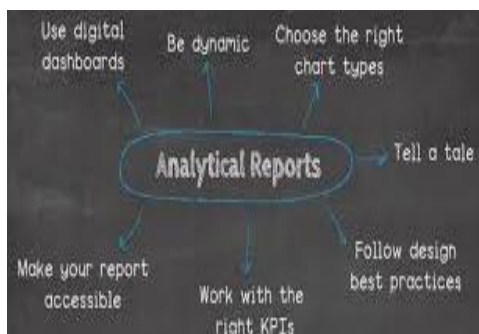 Use digital
dashboards
Be dynamic
Choose the right
chart types
Analytical Reports
Tell a tale
Make your report
accessible
Work with the
right KPIs
Follow design
best practices